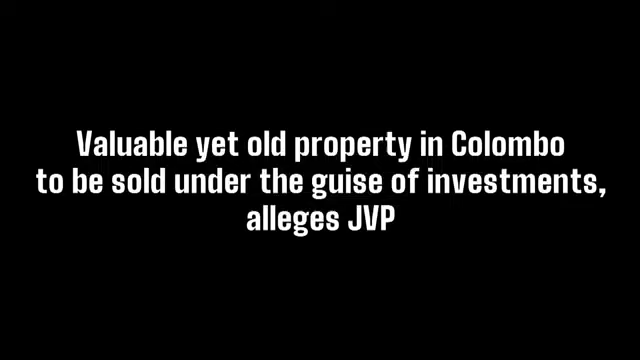 Valuable yet old property in Colombo
to be sold under the guise of investments,
alleges JVP